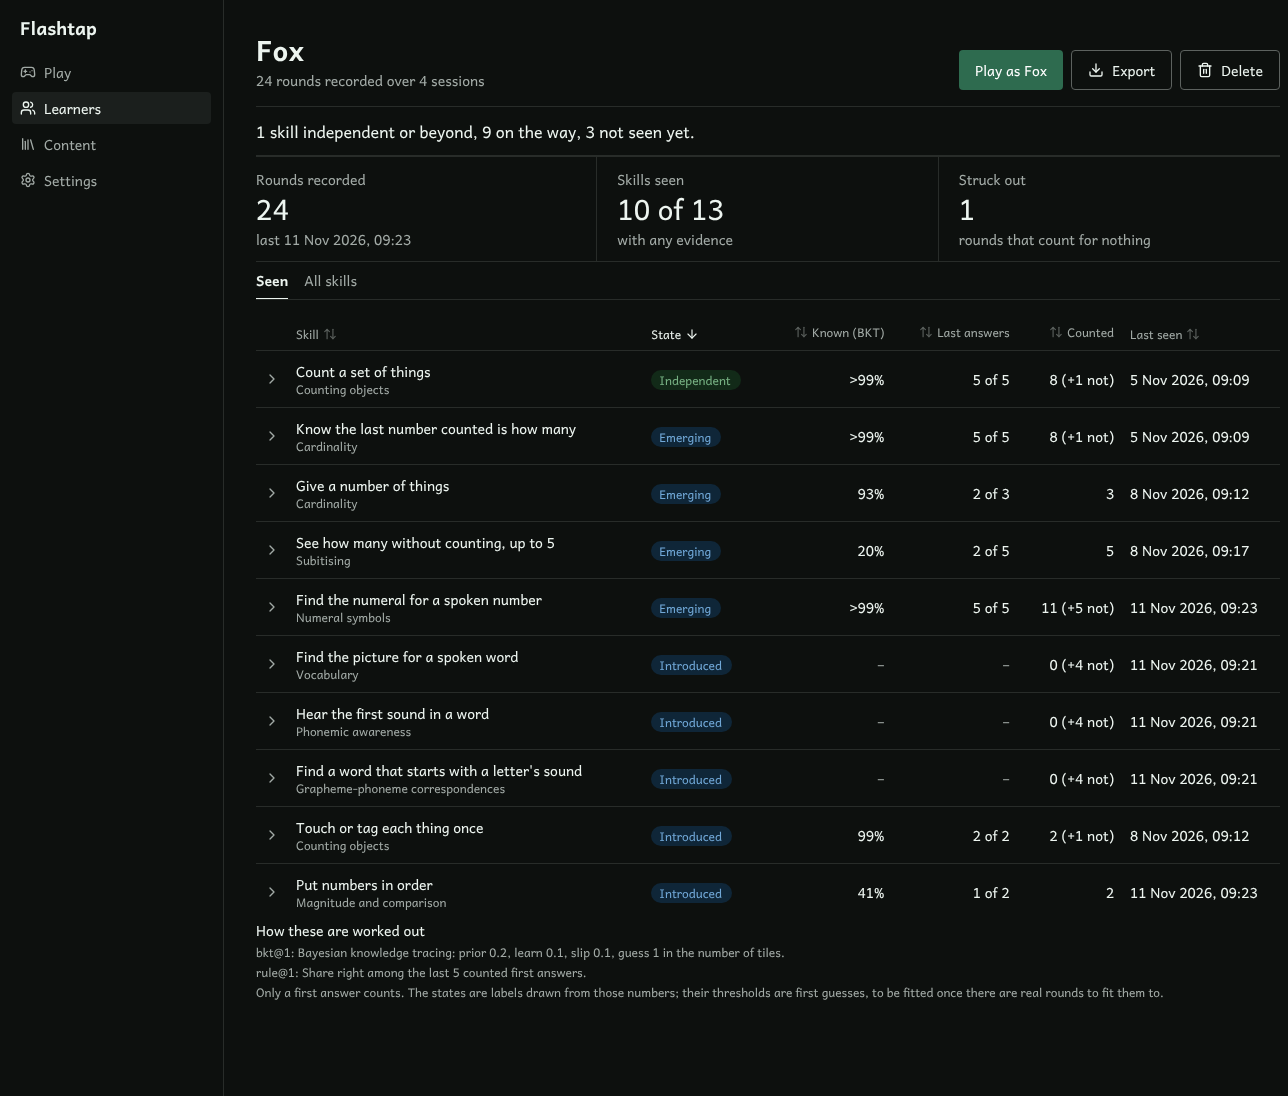 Flashtap
Play
Learners
Content
Settings
Fox
24 rounds recorded over 4 sessions
Play as Fox
Export
Delete
1 skill independent or beyond, 9 on the way, 3 not seen yet.
Rounds recorded
24
last 11 Nov 2026, 09:23
Skills seen
10 of 13
with any evidence
Struck out
1
rounds that count for nothing
Seen All skills
Skill State Known (BKT) Last answers Counted Last seen
Count a set of things Independent >99% 5 of 5 8 (+1 not) 5 Nov 2026, 09:09
Counting objects
Know the last number counted is how many Emerging >99% 5 of 5 8 (+1 not) 5 Nov 2026, 09:09
Cardinality
Give a number of things Emerging 93% 2 of 3 3 8 Nov 2026, 09:12
Cardinality
See how many without counting, up to 5 Emerging 20% 2 of 5 5 8 Nov 2026, 09:17
Subitising
Find the numeral for a spoken number Emerging >99% 5 of 5 11 (+5 not) 11 Nov 2026, 09:23
Numeral symbols
Find the picture for a spoken word Introduced – – 0 (+4 not) 11 Nov 2026, 09:21
Vocabulary
Hear the first sound in a word Introduced – – 0 (+4 not) 11 Nov 2026, 09:21
Phonemic awareness
Find a word that starts with a letter's sound Introduced – – 0 (+4 not) 11 Nov 2026, 09:21
Grapheme-phoneme correspondences
Touch or tag each thing once Introduced 99% 2 of 2 2 (+1 not) 8 Nov 2026, 09:12
Counting objects
Put numbers in order Introduced 41% 1 of 2 2 11 Nov 2026, 09:23
Magnitude and comparison
How these are worked out
bkt@1: Bayesian knowledge tracing: prior 0.2, learn 0.1, slip 0.1, guess 1 in the number of tiles.
rule@1: Share right among the last 5 counted first answers.
Only a first answer counts. The states are labels drawn from those numbers; their thresholds are first guesses, to be fitted once there are real rounds to fit them to.